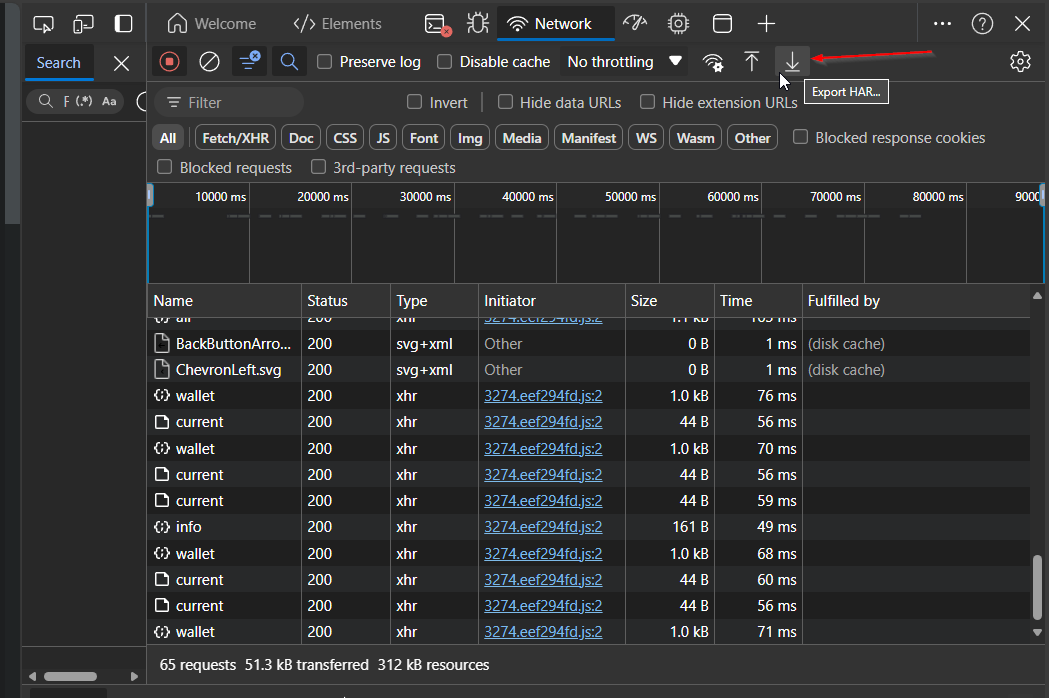 Welcome Elements Network
Search
Preserve log Disable cache No throttling
F (.*) Aa
Export HAR...
Filter Invert Hide data URLs Hide extension URLs
All Fetch/XHR Doc CSS JS Font Img Media Manifest WS Wasm Other Blocked response cookies
Blocked requests 3rd-party requests
10000 ms 20000 ms 30000 ms 40000 ms 50000 ms 60000 ms 70000 ms 80000 ms 9000
Name Status Type Initiator Size Time Fulfilled by
all 200 xhr 3274.eef294fd.js:2 1.1 kB 165 ms
BackButtonArro... 200 svg+xml Other 0 B 1 ms (disk cache)
ChevronLeft.svg 200 svg+xml Other 0 B 1 ms (disk cache)
wallet 200 xhr 3274.eef294fd.js:2 1.0 kB 76 ms
current 200 xhr 3274.eef294fd.js:2 44 B 56 ms
wallet 200 xhr 3274.eef294fd.js:2 1.0 kB 70 ms
current 200 xhr 3274.eef294fd.js:2 44 B 56 ms
current 200 xhr 3274.eef294fd.js:2 44 B 59 ms
info 200 xhr 3274.eef294fd.js:2 161 B 49 ms
wallet 200 xhr 3274.eef294fd.js:2 1.0 kB 68 ms
current 200 xhr 3274.eef294fd.js:2 44 B 60 ms
current 200 xhr 3274.eef294fd.js:2 44 B 56 ms
wallet 200 xhr 3274.eef294fd.js:2 1.0 kB 71 ms
65 requests 51.3 kB transferred 312 kB resources